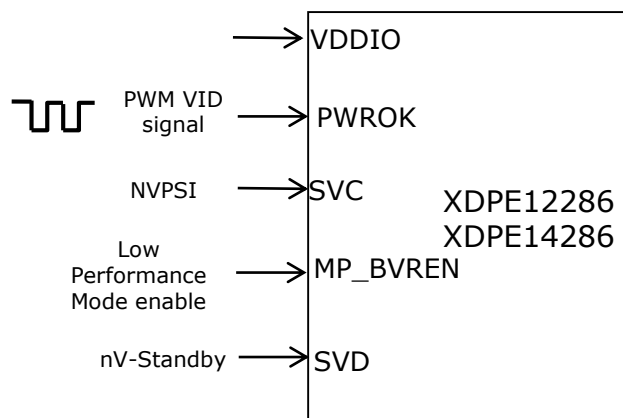 VDDIO
PWM VID
signal
PWROK
NVPSI
SVC
XDPE12286
XDPE14286
Low
Performance
Mode enable
MP_BVREN
nV-Standby
SVD